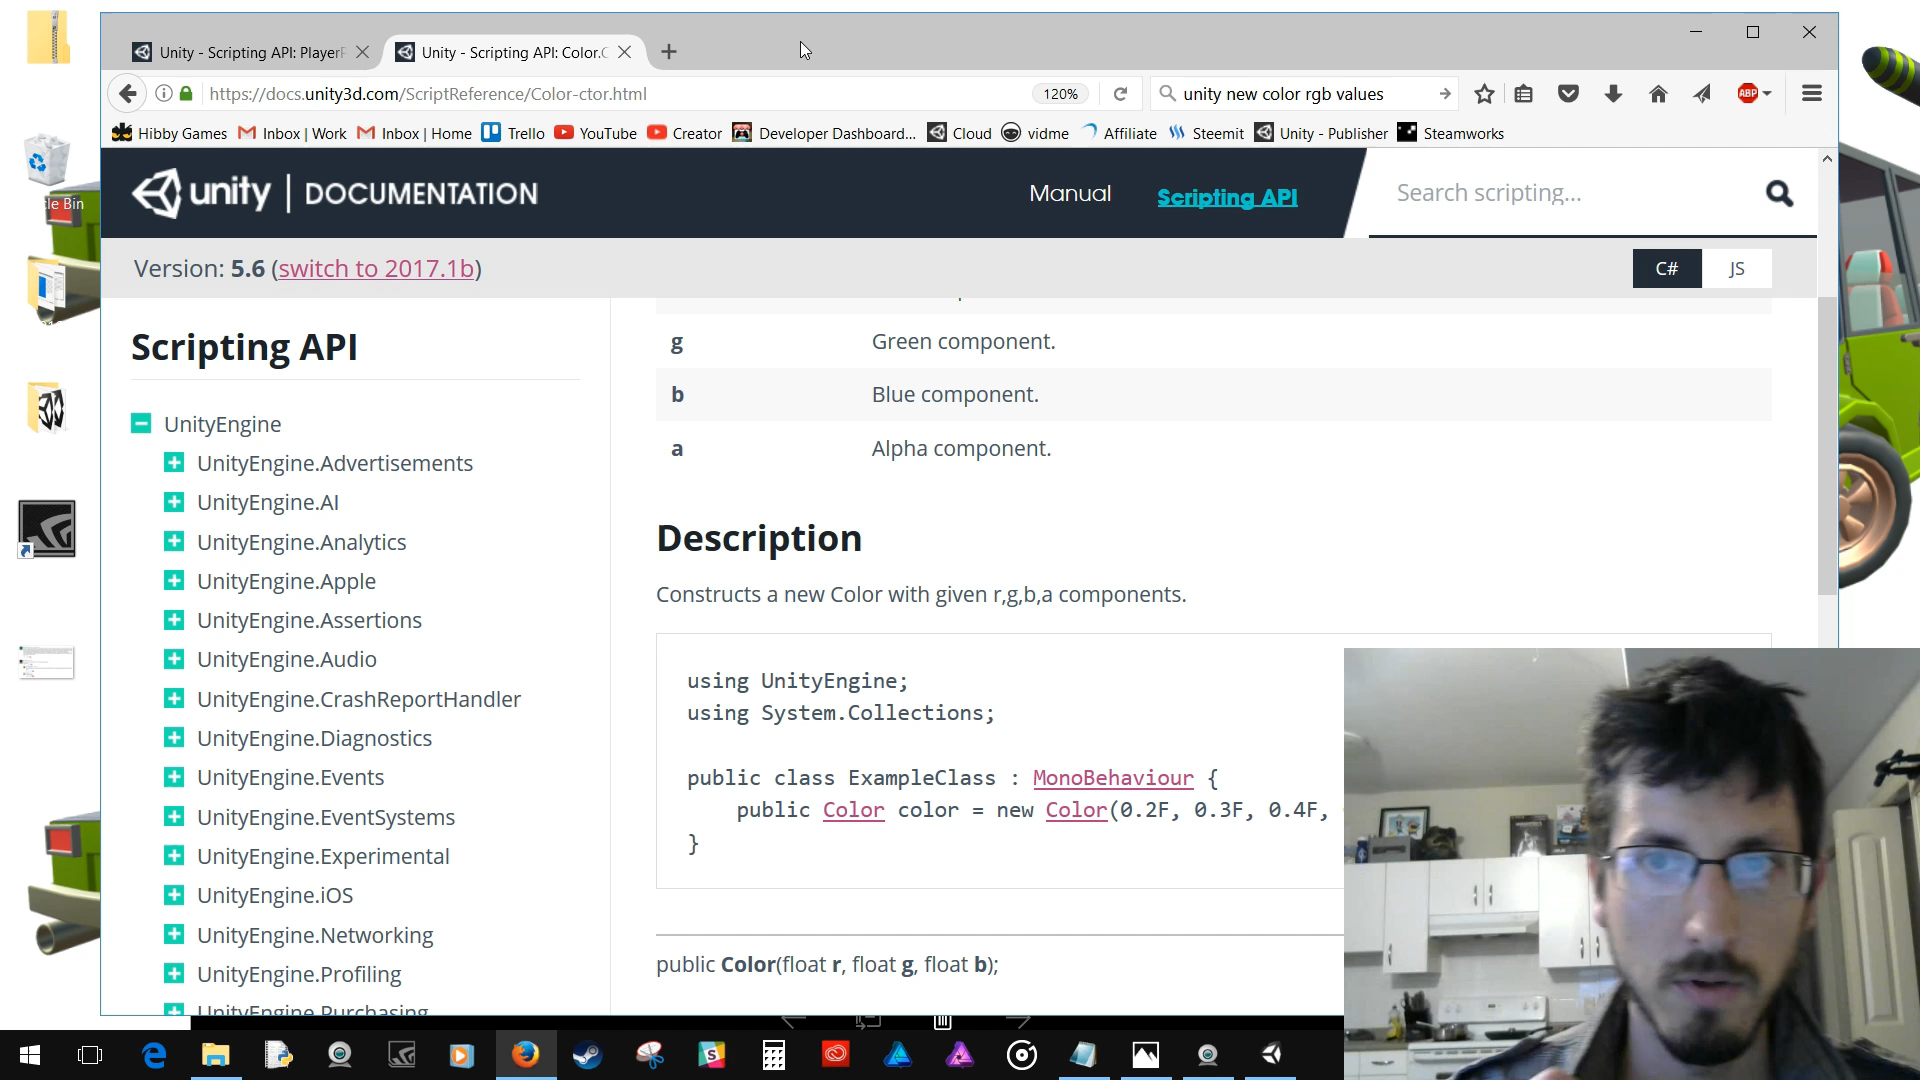 Unity - Scripting API: Player
Unity - Scripting API: Color.
https://docs.unity3d.com/ScriptReference/Color-ctor.html
120%
unity new color rgb values
ABP
Hibby Games
Inbox | Work
Inbox | Home
Trello
YouTube
Creator
Developer Dashboard...
Cloud
vidme
Affiliate
Steemit
Unity - Publisher
Steamworks
unity | DOCUMENTATION
Manual
Scripting API
Search scripting...
cle Bin
Version: 5.6 (switch to 2017.1b)
C#
JS
Scripting API
UnityEngine
UnityEngine.Advertisements
UnityEngine.AI
UnityEngine.Analytics
UnityEngine.Apple
UnityEngine.Assertions
UnityEngine.Audio
UnityEngine.CrashReportHandler
UnityEngine.Diagnostics
UnityEngine.Events
UnityEngine.EventSystems
UnityEngine.Experimental
UnityEngine.iOS
UnityEngine.Networking
UnityEngine.Profiling
UnityEngine.Purchasing
g Green component.
b Blue component.
a Alpha component.
Description
Constructs a new Color with given r,g,b,a components.
using UnityEngine;
using System.Collections;
public class ExampleClass : MonoBehaviour {
public Color color = new Color(0.2F, 0.3F, 0.4F,
}
public Color(float r, float g, float b);